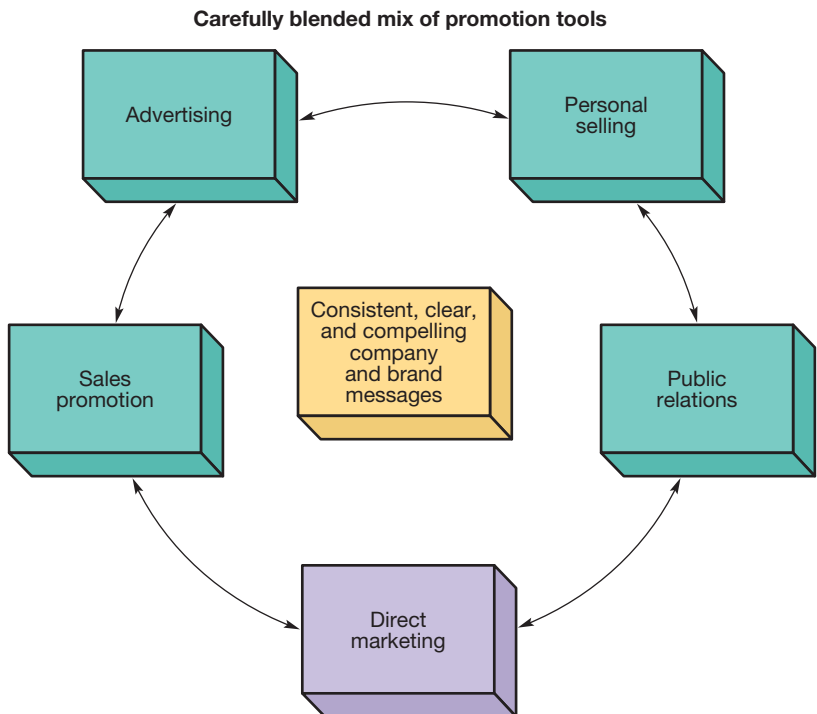 Carefully blended mix of promotion tools
Advertising
Personal
selling
Consistent, clear,
and compelling
company
and brand
messages
Sales
promotion
Public
relations
Direct
marketing